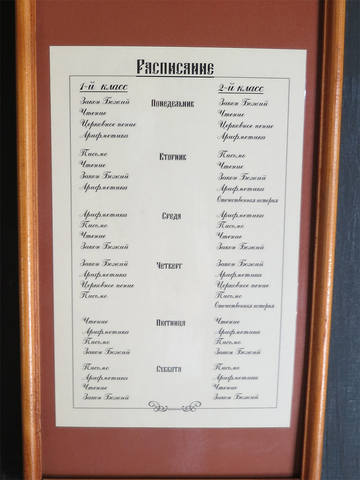 Расписание
1-й класс 2-й класс
Понедельник
Закон Божий Закон Божий
Чтение Чтение
Церковное пение Церковное пение
Арифметика Арифметика
Вторник
Письмо Письмо
Чтение Чтение
Закон Божий Закон Божий
Арифметика Арифметика
Отечественная история
Среда
Арифметика Арифметика
Письмо Письмо
Чтение Чтение
Закон Божий Закон Божий
Четверг
Закон Божий Закон Божий
Арифметика Арифметика
Церковное пение Церковное пение
Письмо Письмо
Отечественная история
Пятница
Чтение Чтение
Арифметика Арифметика
Письмо Письмо
Закон Божий Закон Божий
Суббота
Письмо Письмо
Арифметика Арифметика
Чтение Чтение
Закон Божий Закон Божий